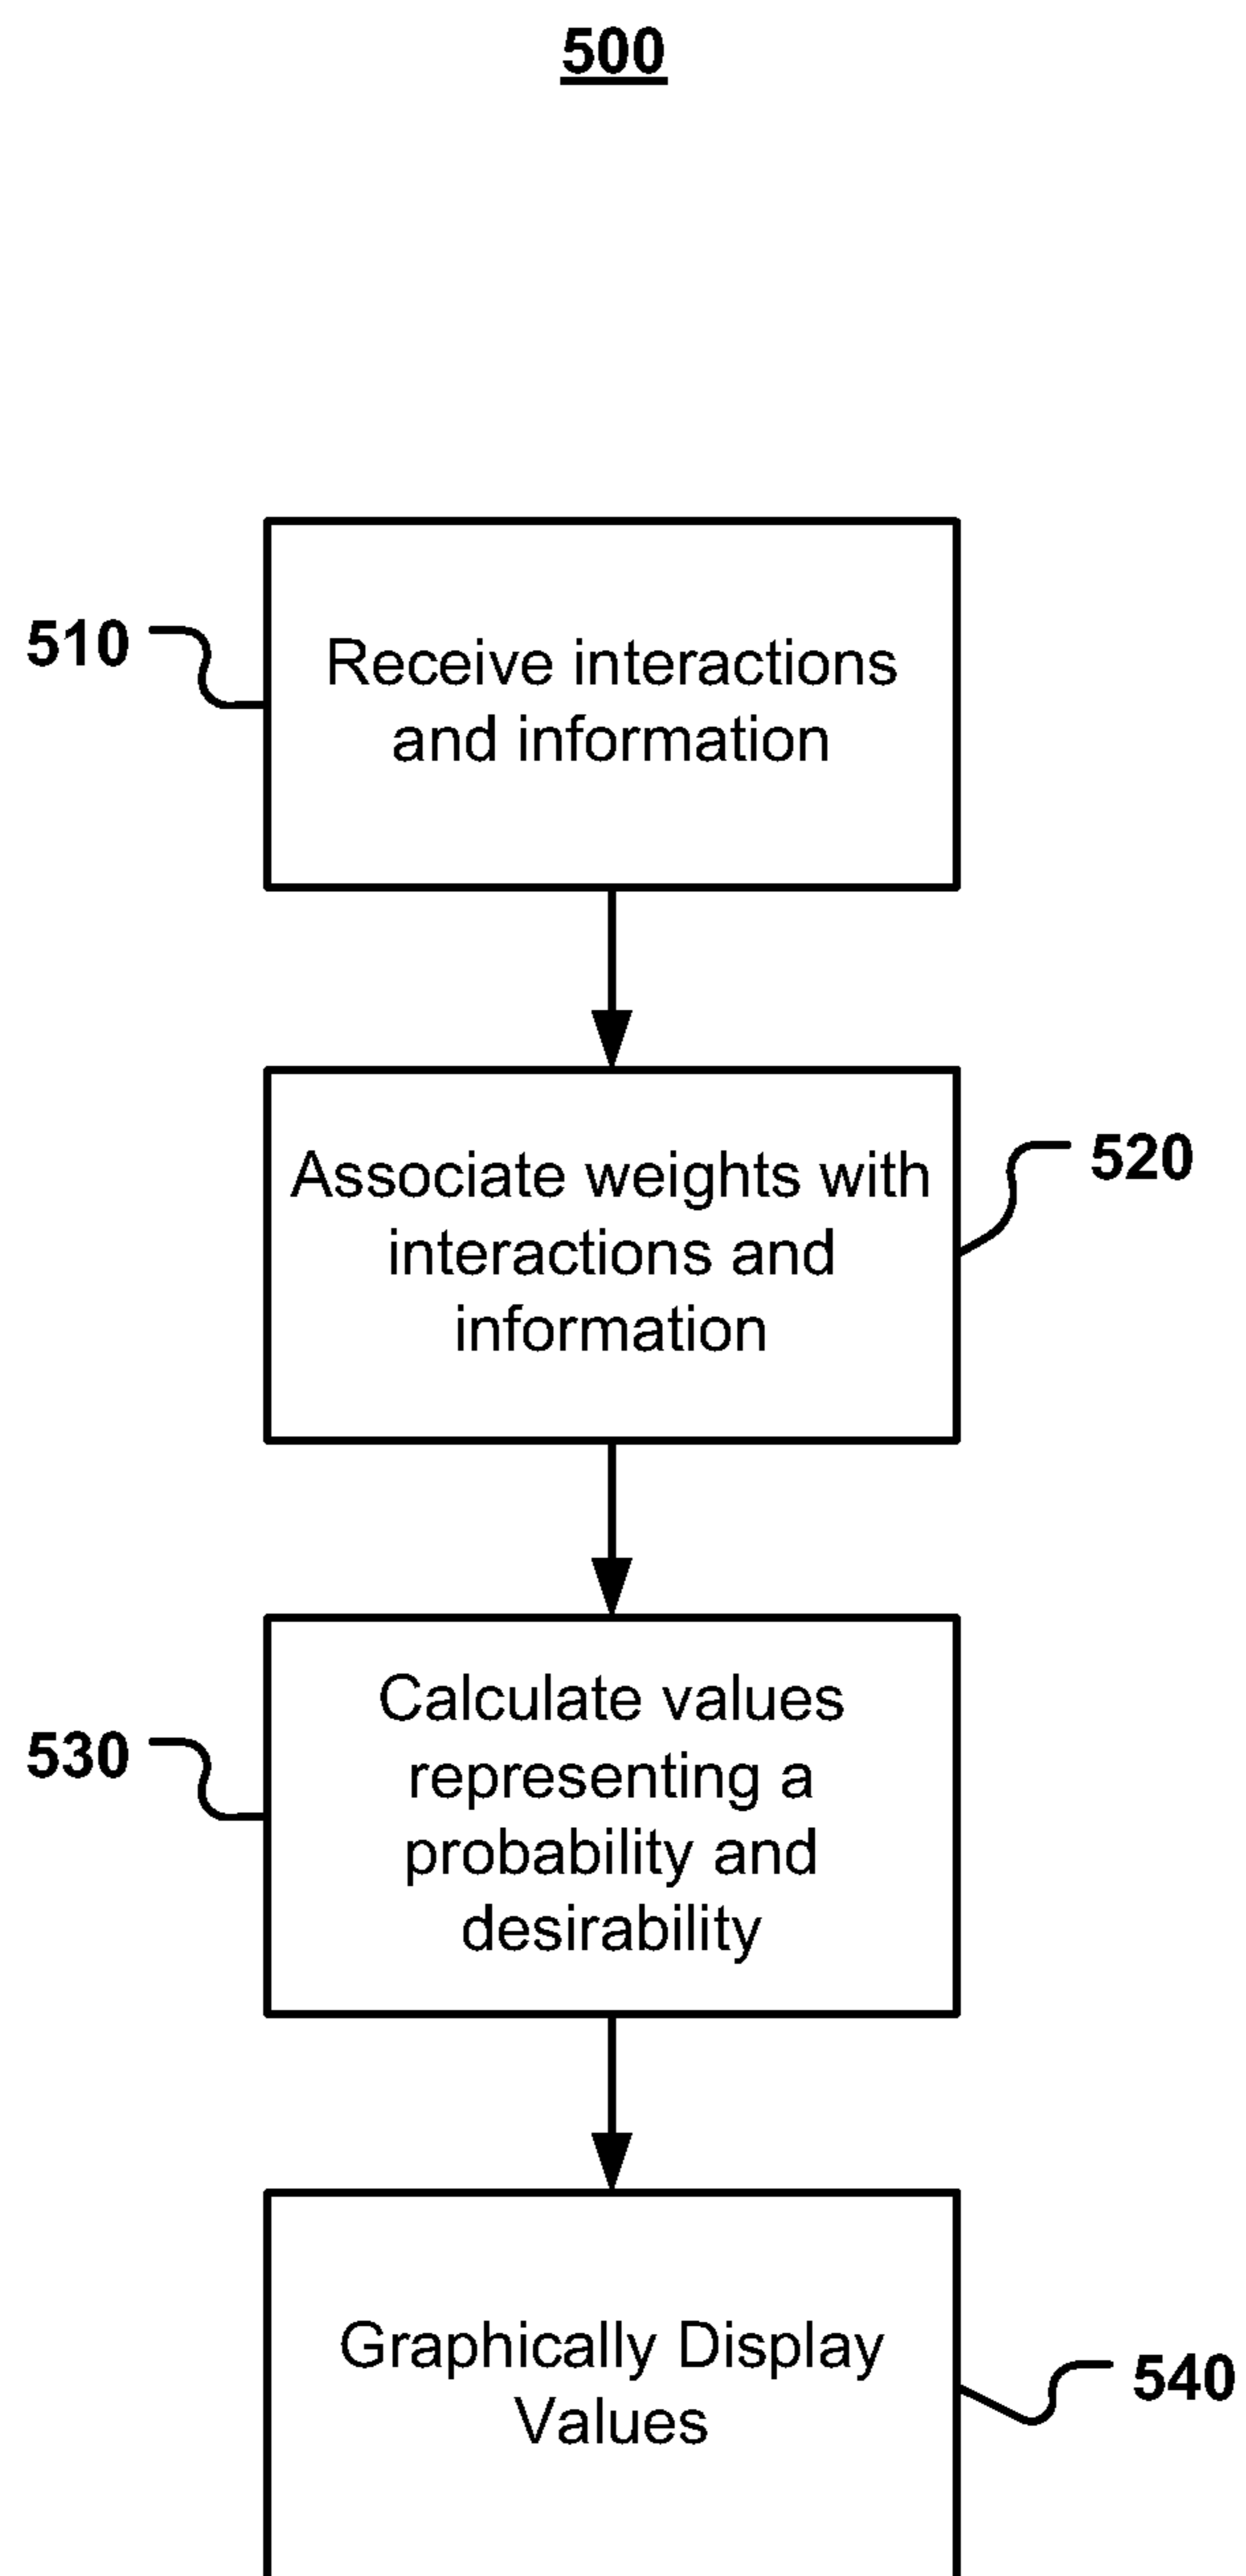 500
510
Receive interactions
and information
Associate weights with
interactions and
information
520
Calculate values
representing a
probability and
desirability
530
Graphically Display
Values
540